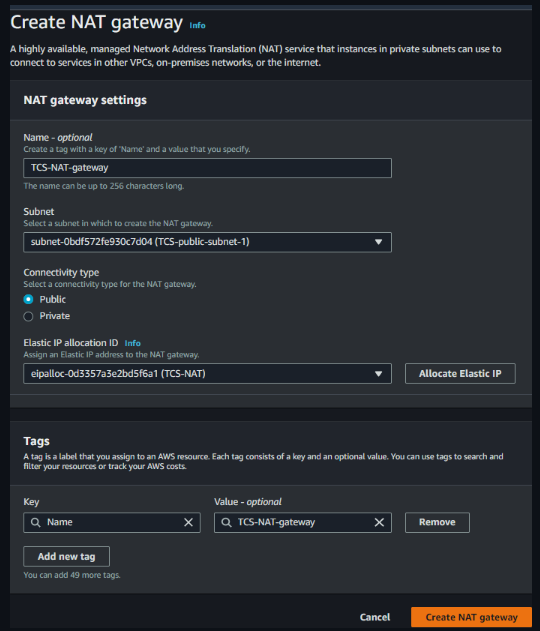 Create NAT gateway Info
A highly available, managed Network Address Translation (NAT) service that instances in private subnets can use to
connect to services in other VPCs, on-premises networks, or the internet.
NAT gateway settings
Name - optional
Create a tag with a key of 'Name' and a value that you specify.
TCS-NAT-gateway
The name can be up to 256 characters long.
Subnet
Select a subnet in which to create the NAT gateway.
subnet-0bdf572fe930c7d04 (TCS-public-subnet-1)
Connectivity type
Select a connectivity type for the NAT gateway.
Public
Private
Elastic IP allocation ID Info
Assign an Elastic IP address to the NAT gateway.
eipalloc-0d3357a3e2bd5f6a1 (TCS-NAT)
Allocate Elastic IP
Tags
A tag is a label that you assign to an AWS resource. Each tag consists of a key and an optional value. You can use tags to search and
filter your resources or track your AWS costs.
Key
Value - optional
Name
TCS-NAT-gateway
Remove
Add new tag
You can add 49 more tags.
Cancel
Create NAT gateway